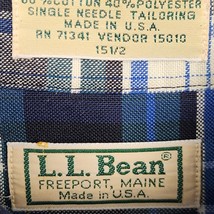 % COTTON 40% POLYESTER
SINGLE NEEDLE TAILORING
MADE IN U.S.A.
RN 71341 VENDOR 15010
15 1/2
L.L. Bean®
FREEPORT, MAINE
Made in U.S.A.